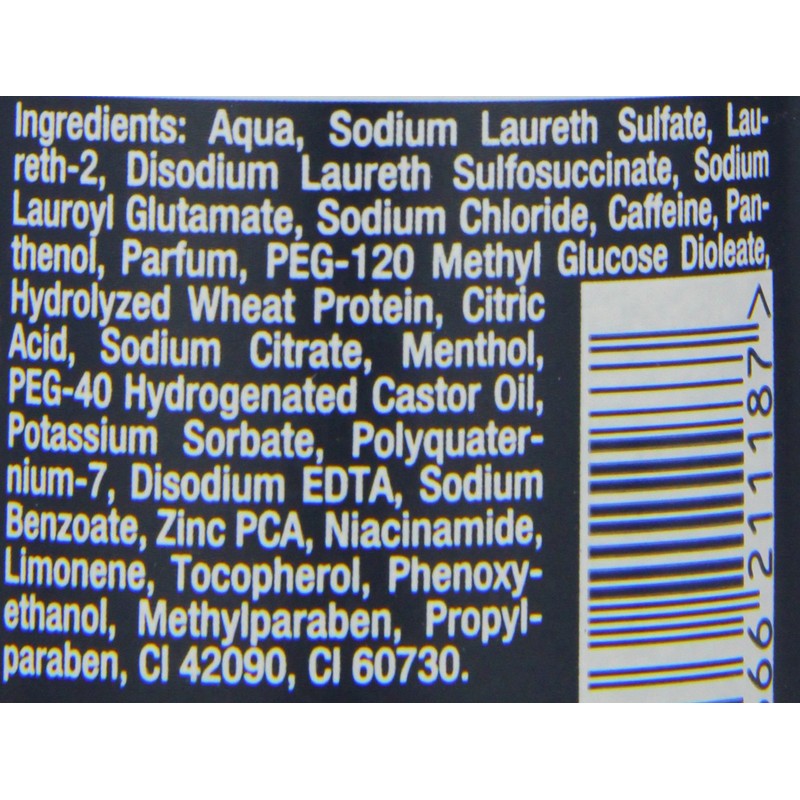 Ingredients: Aqua, Sodium Laureth Sulfate, Lau-
reth-2, Disodium Laureth Sulfosuccinate, Sodium
Lauroyl Glutamate, Sodium Chloride, Caffeine, Pan-
thenol, Parfum, PEG-120 Methyl Glucose Dioleate,
Hydrolyzed Wheat Protein, Citric
Acid, Sodium Citrate, Menthol,
PEG-40 Hydrogenated Castor Oil,
Potassium Sorbate, Polyquater-
nium-7, Disodium EDTA, Sodium
Benzoate, Zinc PCA, Niacinamide,
Limonene, Tocopherol, Phenoxy-
ethanol, Methylparaben, Propyl-
paraben, CI 42090, CI 60730.
66 211187 >